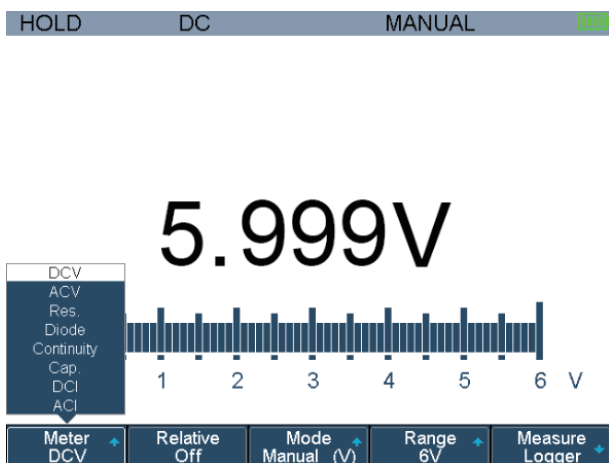 HOLD DC MANUAL
5.999V
DCV
ACV
Res.
Diode
Continuity
Cap.
DCI
ACI
1 2 3 4 5 6 V
Meter Relative Mode Range Measure
DCV Off Manual (V) 6V Logger